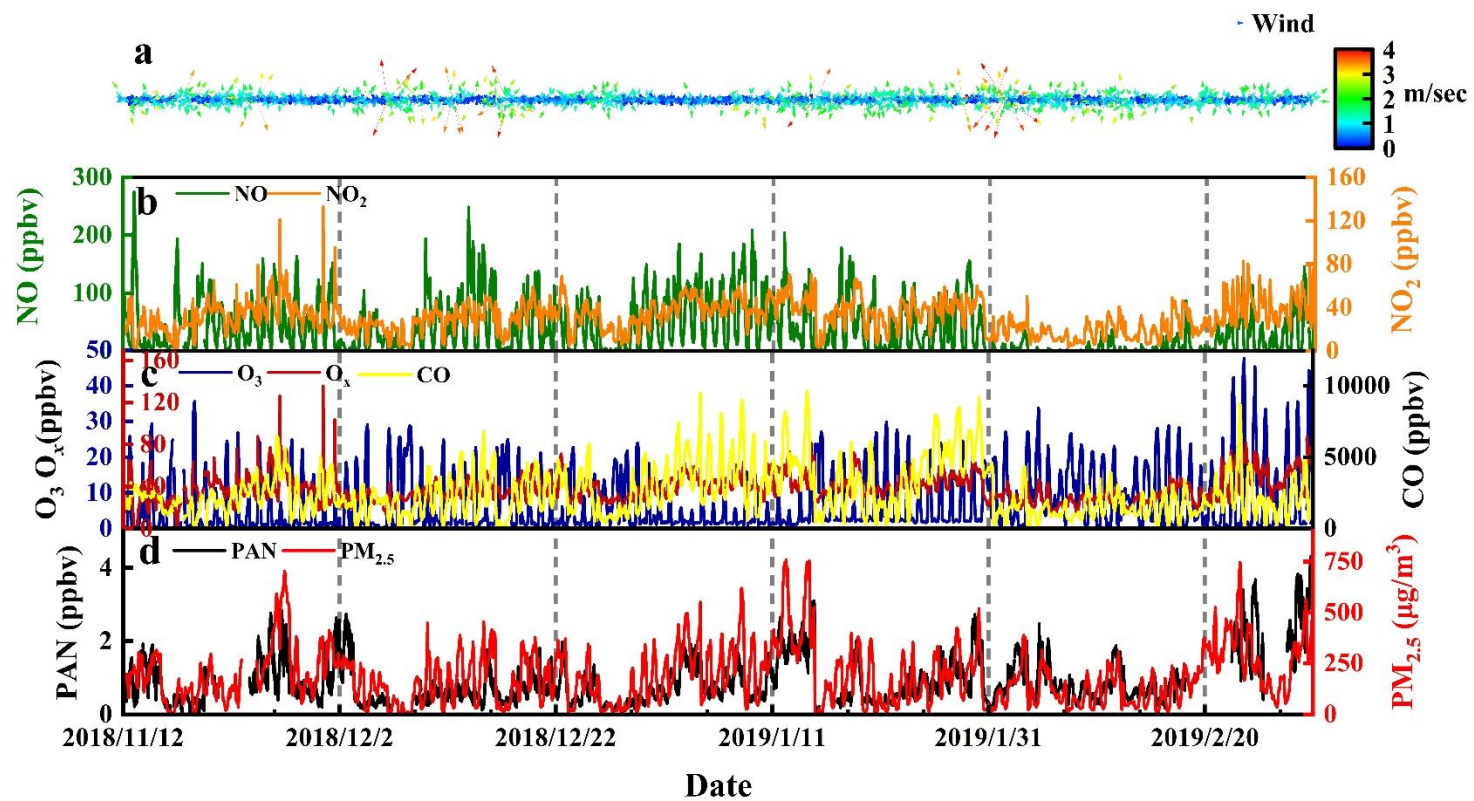 Wind
a
4
3
2
1
0
m/sec
b
NO
NO₂
300
200
100
NO (ppbv)
160
120
80
40
0
NO₂ (ppbv)
c
O₃
Oₓ
CO
50
40
30
20
10
0
160
120
80
60
0
O₃ Oₓ(ppbv)
10000
5000
0
CO (ppbv)
d
PAN
PM₂.₅
4
2
0
PAN (ppbv)
750
500
250
0
PM₂.₅ (μg/m³)
2018/11/12
2018/12/2
2018/12/22
2019/1/11
2019/1/31
2019/2/20
Date